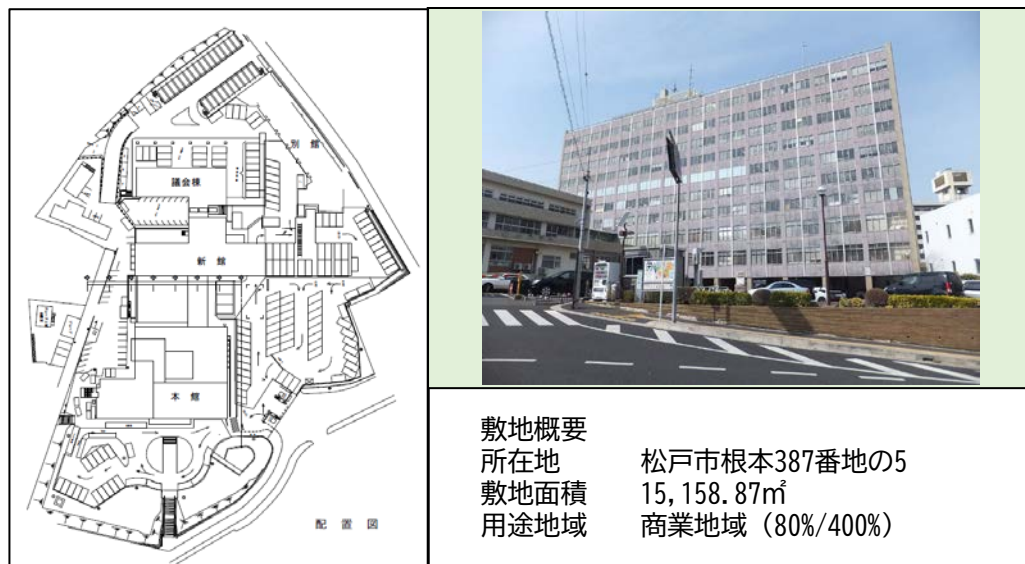 別館
議会棟
新館
本館
配置図
敷地概要
所在地 松戸市根本387番地の5
敷地面積 15,158.87㎡
用途地域 商業地域（80%/400%）